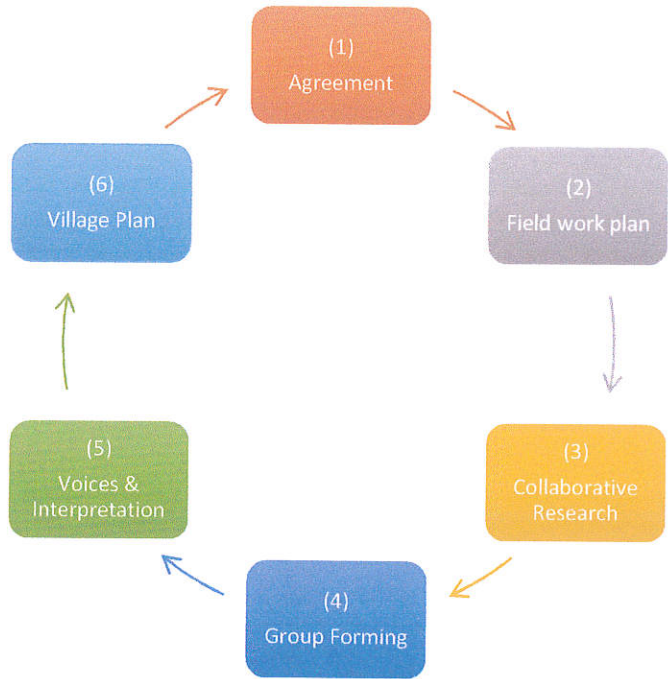 (1)
Agreement
(2)
Field work plan
(3)
Collaborative
Research
(4)
Group Forming
(5)
Voices &
Interpretation
(6)
Village Plan